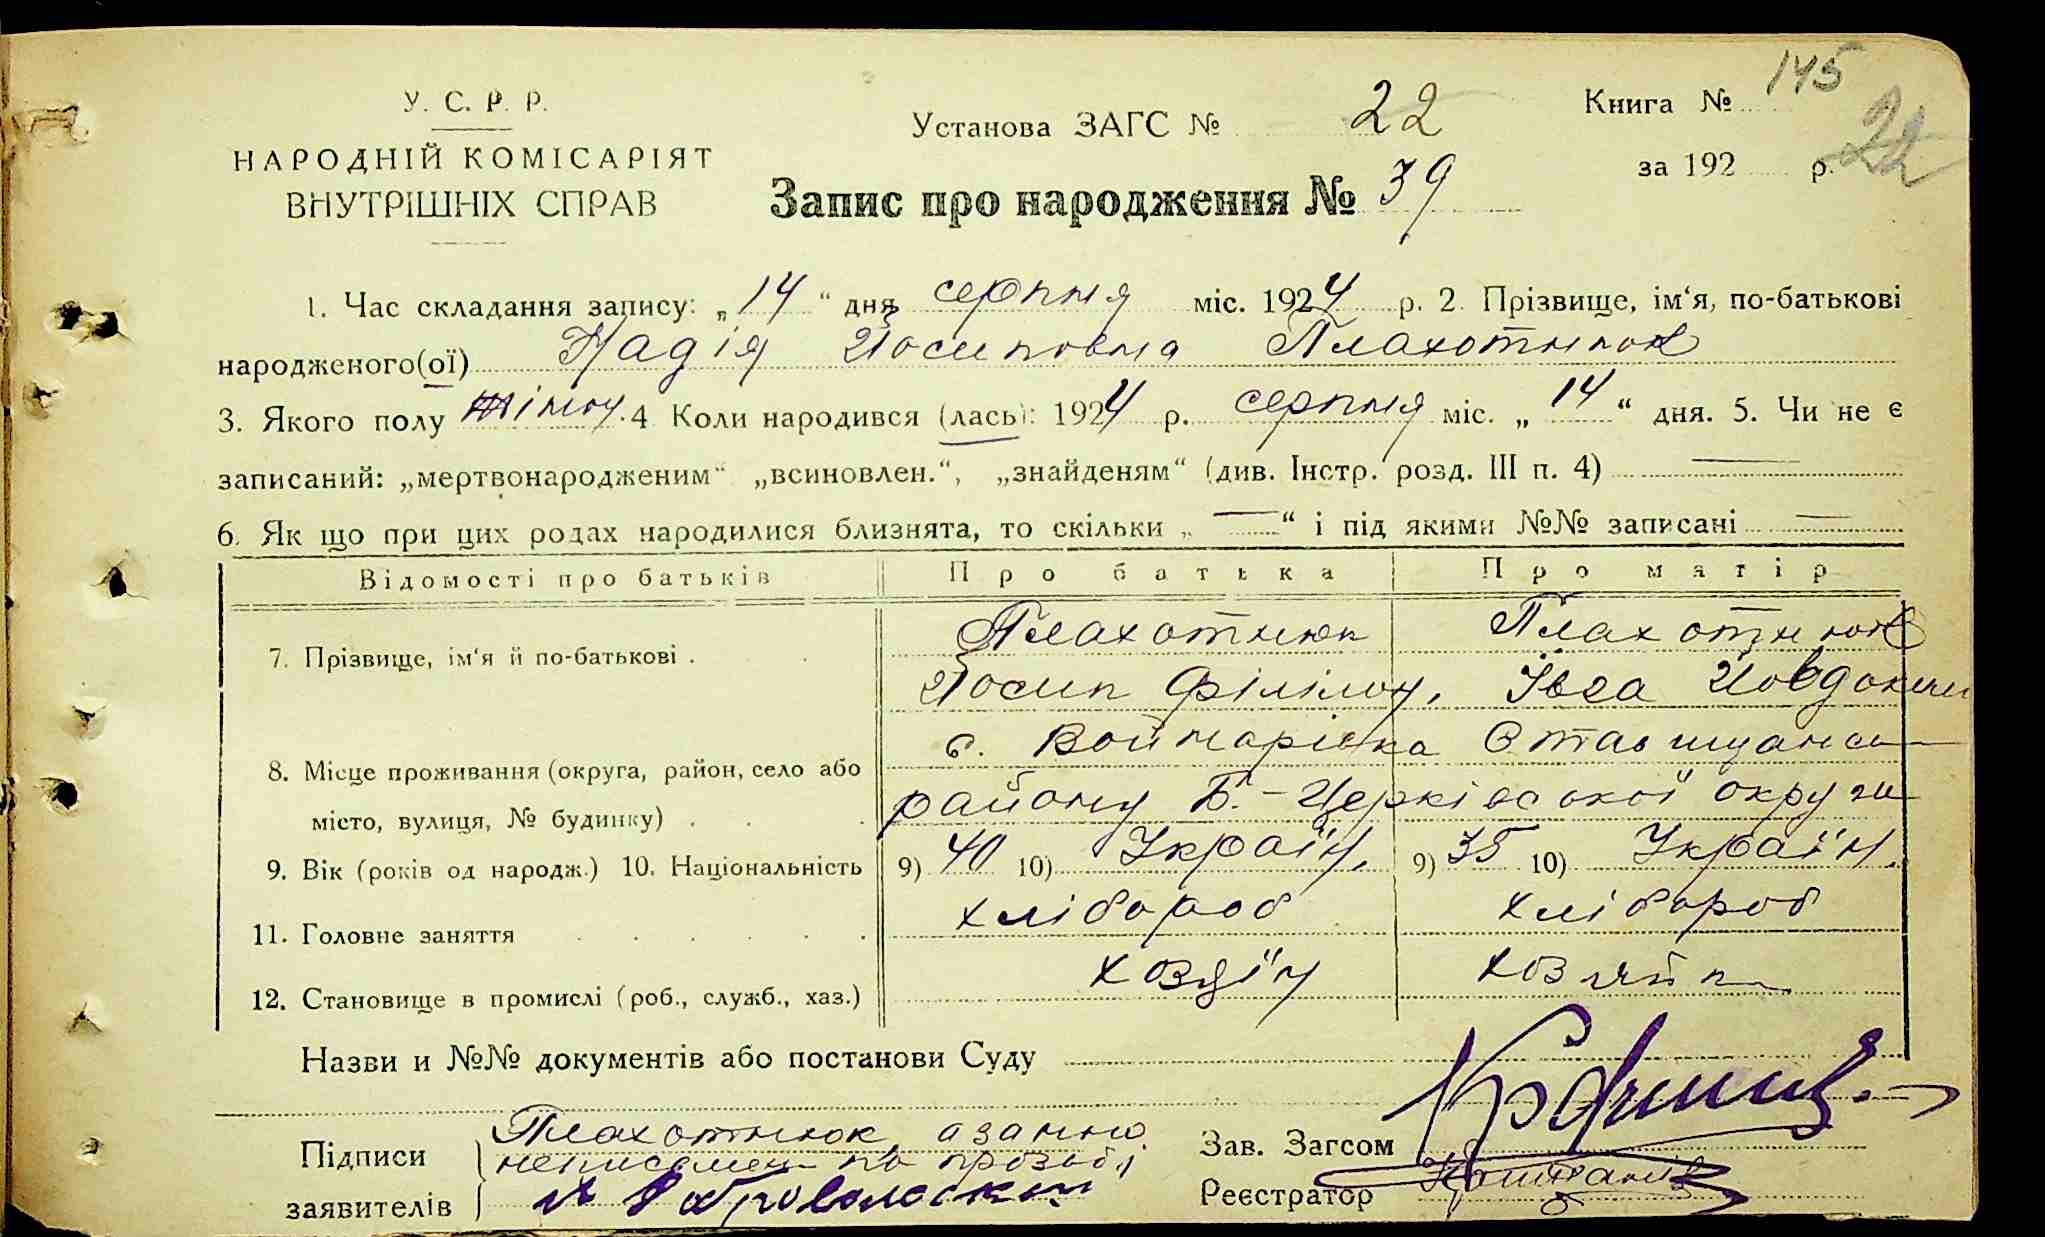 145
У. С. Р. Р.
Установа ЗАГС № 22
Книга №
22
НАРОДНІЙ КОМІСАРІЯТ
за 192 р.
ВНУТРІШНІХ СПРАВ
Запис про народження № 39
1. Час складання запису: „14“ дня серпня міс. 1924 р. 2. Прізвище, ім‘я, по-батькові
народженого(ої) Надія Йосиповна Плахотнюк
3. Якого полу жіноч. 4 Коли народився (лась): 1924 р. серпня міс. „14“ дня. 5. Чи не є
записаний: „мертвонародженим“ „всиновлен.“, „знайденям“ (див. Інстр. розд. III п. 4) —
6. Як що при цих родах народилися близнята, то скільки „—“ і під якими №№ записані —
Відомості про батьків Про батька Про матір
Плахотнюк Плахотнюк
7. Прізвище, ім‘я й по-батькові .
Йосип Філімон. Ївга
с. Войнарівка Ставищанськ
8. Місце проживання (округа, район, село або
району Б.-Церківської округи
місто, вулиця, № будинку)
9. Вік (років од народж.) 10. Національність 9) 40 10) Україн. 9) 35 10) Україн.
11. Головне заняття хлібороб хлібороб
12. Становище в промислі (роб., служб., хаз.) хозяїн
Назви и №№ документів або постанови Суду
Підписи Плахотнюк, а за
неписьмен по прозьбі
Зав. Загсом
заявителів
Реєстратор